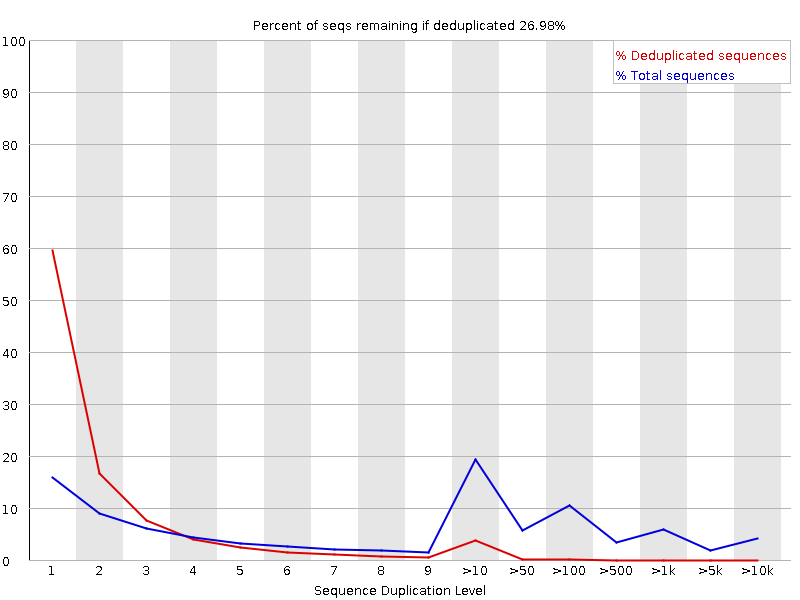 Percent of seqs remaining if deduplicated 26.98%
% Deduplicated sequences
% Total sequences
100
90
80
70
60
50
40
30
20
10
0
1 2 3 4 5 6 7 8 9 >10 >50 >100 >500 >1k >5k >10k
Sequence Duplication Level